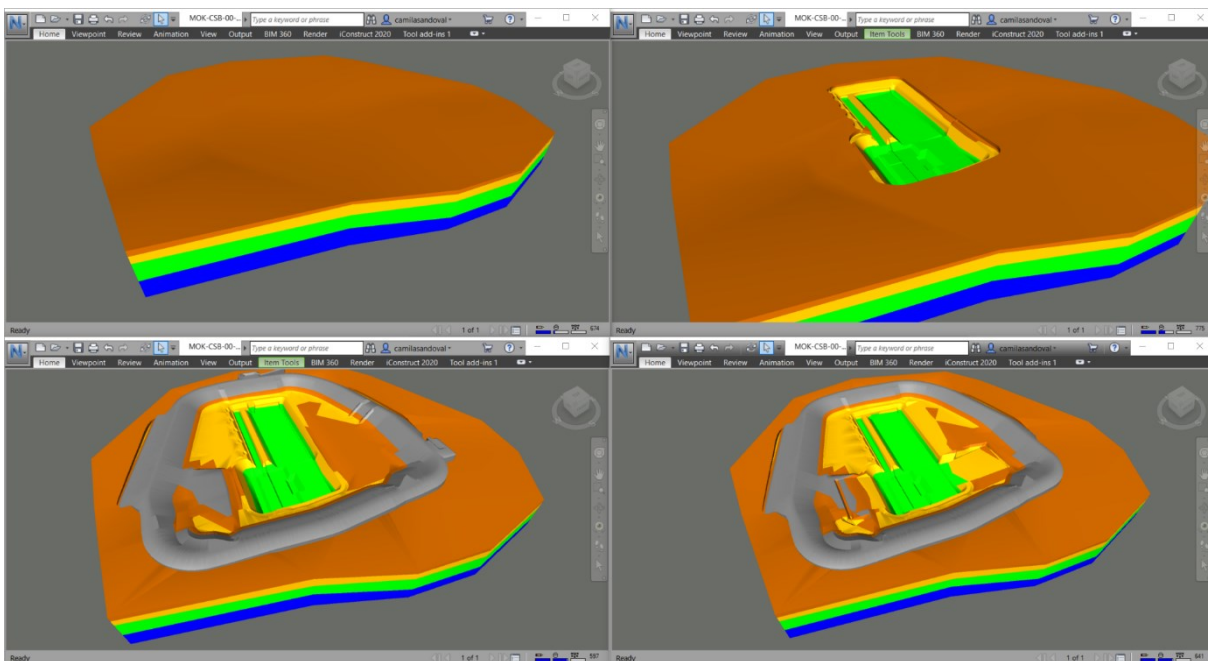 MOK-CSB-00-... Type a keyword or phrase camilasandoval
Home Viewpoint Review Animation View Output BIM 360 Render iConstruct 2020 Tool add-ins 1
Ready 1 of 1 674
MOK-CSB-00-... Type a keyword or phrase camilasandoval
Home Viewpoint Review Animation View Output Item Tools BIM 360 Render iConstruct 2020 Tool add-ins 1
Ready 1 of 1 775
MOK-CSB-00-... Type a keyword or phrase camilasandoval
Home Viewpoint Review Animation View Output Item Tools BIM 360 Render iConstruct 2020 Tool add-ins 1
Ready 1 of 1 587
MOK-CSB-00-... Type a keyword or phrase camilasandoval
Home Viewpoint Review Animation View Output BIM 360 Render iConstruct 2020 Tool add-ins 1
Ready 1 of 1 641